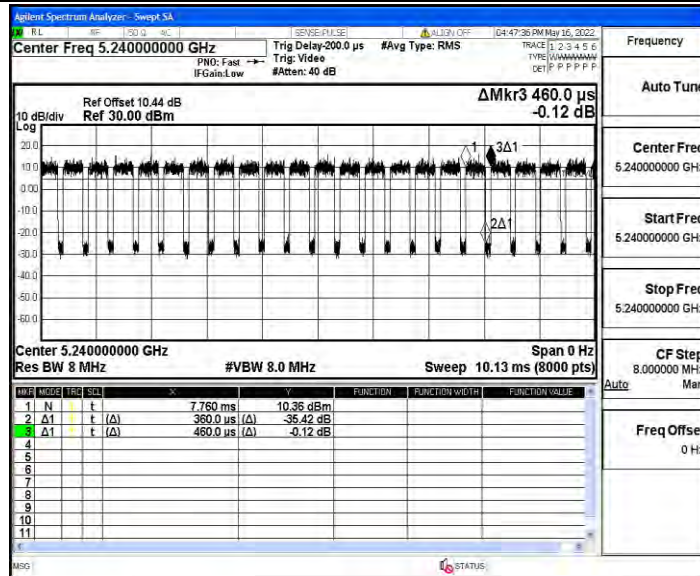 Agilent Spectrum Analyzer - Swept SA
RL RF 50 Ω AC SENSE:PULSE ALIGN OFF 04:47:36 PM May 16, 2022
Center Freq 5.240000000 GHz Trig Delay-200.0 µs #Avg Type: RMS TRACE 1 2 3 4 5 6
PNO: Fast Trig: Video TYPE WWWWWW
IFGain:Low #Atten: 40 dB DET P P P P P P
Ref Offset 10.44 dB ΔMkr3 460.0 µs
10 dB/div Ref 30.00 dBm -0.12 dB
Log
20.0
10.0
0.00
-10.0
-20.0
-30.0
-40.0
-50.0
-60.0
1 3Δ1
2Δ1
Center 5.240000000 GHz Span 0 Hz
Res BW 8 MHz #VBW 8.0 MHz Sweep 10.13 ms (8000 pts)
MKR MODE TRC SCL X Y FUNCTION FUNCTION WIDTH FUNCTION VALUE
1 N t 7.760 ms 10.36 dBm
2 Δ1 t (Δ) 360.0 µs (Δ) -35.42 dB
3 Δ1 t (Δ) 460.0 µs (Δ) -0.12 dB
4
5
6
7
8
9
10
11
MSG STATUS
Frequency
Auto Tune
Center Freq
5.240000000 GHz
Start Freq
5.240000000 GHz
Stop Freq
5.240000000 GHz
CF Step
8.000000 MHz
Auto Man
Freq Offset
0 Hz